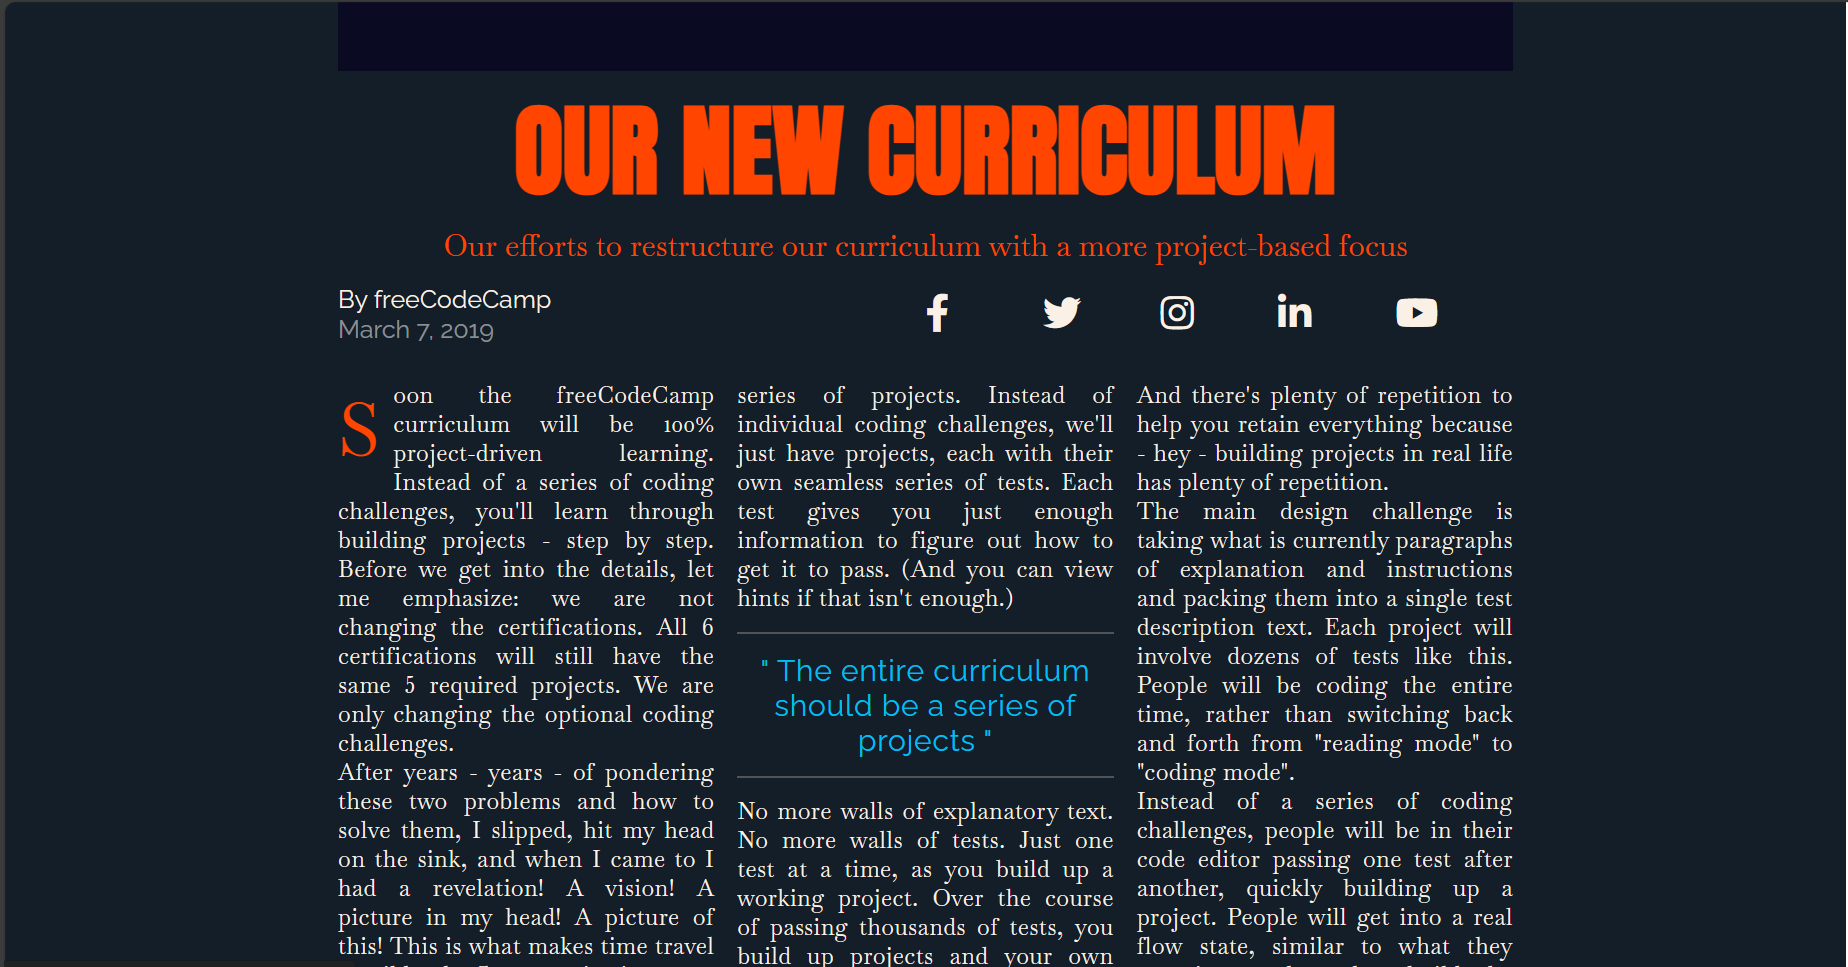 OUR NEW CURRICULUM
Our efforts to restructure our curriculum with a more project-based focus
By freeCodeCamp
March 7, 2019
Soon the freeCodeCamp
curriculum will be 100%
project-driven learning.
Instead of a series of coding
challenges, you'll learn through
building projects - step by step.
Before we get into the details, let
me emphasize: we are not
changing the certifications. All 6
certifications will still have the
same 5 required projects. We are
only changing the optional coding
challenges.
After years - years - of pondering
these two problems and how to
solve them, I slipped, hit my head
on the sink, and when I came to I
had a revelation! A vision! A
picture in my head! A picture of
this! This is what makes time travel
series of projects. Instead of
individual coding challenges, we'll
just have projects, each with their
own seamless series of tests. Each
test gives you just enough
information to figure out how to
get it to pass. (And you can view
hints if that isn't enough.)
" The entire curriculum
should be a series of
projects "
No more walls of explanatory text.
No more walls of tests. Just one
test at a time, as you build up a
working project. Over the course
of passing thousands of tests, you
build up projects and your own
And there's plenty of repetition to
help you retain everything because
- hey - building projects in real life
has plenty of repetition.
The main design challenge is
taking what is currently paragraphs
of explanation and instructions
and packing them into a single test
description text. Each project will
involve dozens of tests like this.
People will be coding the entire
time, rather than switching back
and forth from "reading mode" to
"coding mode".
Instead of a series of coding
challenges, people will be in their
code editor passing one test after
another, quickly building up a
project. People will get into a real
flow state, similar to what they